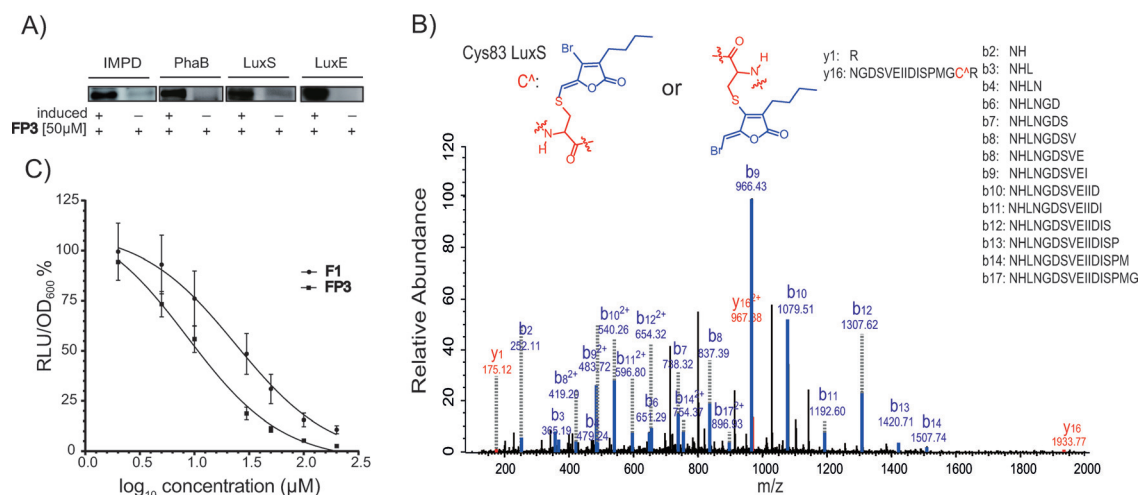 A)
IMPD PhaB LuxS LuxE
induced + − + − + − + −
FP3 [50µM] + + + + + + + +
B)
Cys83 LuxS
C^:
or
Br
O
O
S
N
H
O
O
N
H
S
O
O
Br
y1: R
y16: NGDSVEIIDISPMGC^R
b2: NH
b3: NHL
b4: NHLN
b6: NHLNGD
b7: NHLNGDS
b8: NHLNGDSV
b8: NHLNGDSVE
b9: NHLNGDSVEI
b10: NHLNGDSVEIID
b11: NHLNGDSVEIIDI
b12: NHLNGDSVEIIDIS
b13: NHLNGDSVEIIDISP
b14: NHLNGDSVEIIDISPM
b17: NHLNGDSVEIIDISPMG
Relative Abundance
120
100
80
60
40
20
0
y1
175.12
b2
252.11
b3
365.19
b8 2+
419.20
b4
479.24
b9 2+
483.72
b10 2+
540.26
b11 2+
596.80
b12 2+
654.32
b6
651.29
b7
738.32
b14 2+
754.37
b8
837.39
b17 2+
896.93
b9
966.43
y16 2+
b10
1079.51
b11
1192.60
b12
1307.62
b13
1420.71
b14
1507.74
y16
1933.77
200 400 600 800 1000 1200 1400 1600 1800 2000
m/z
C)
RLU/OD600 %
125
100
75
50
25
0
F1
FP3
0.0 0.5 1.0 1.5 2.0 2.5
log10 concentration (µM)